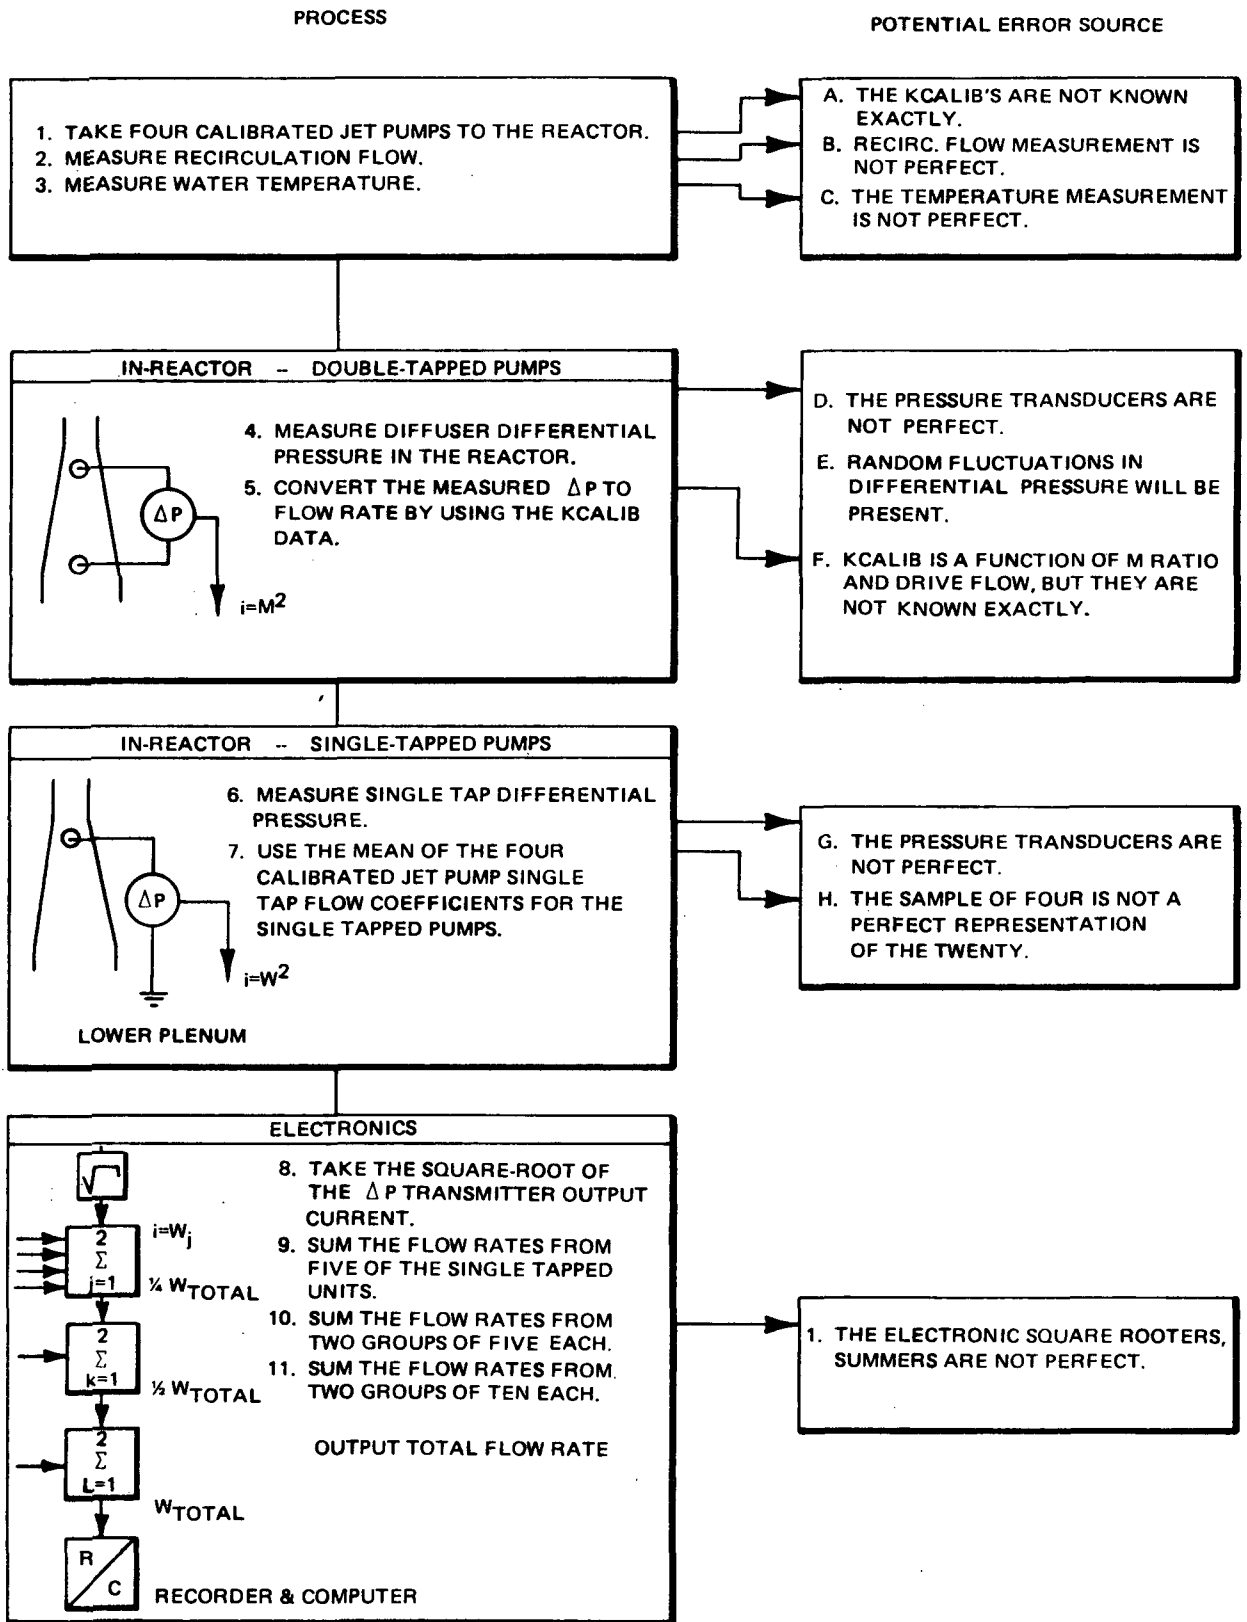 PROCESS
POTENTIAL ERROR SOURCE
1. TAKE FOUR CALIBRATED JET PUMPS TO THE REACTOR.
2. MEASURE RECIRCULATION FLOW.
3. MEASURE WATER TEMPERATURE.
A. THE KCALIB'S ARE NOT KNOWN
EXACTLY.
B. RECIRC. FLOW MEASUREMENT IS
NOT PERFECT.
C. THE TEMPERATURE MEASUREMENT
IS NOT PERFECT.
IN-REACTOR -- DOUBLE-TAPPED PUMPS
4. MEASURE DIFFUSER DIFFERENTIAL
PRESSURE IN THE REACTOR.
5. CONVERT THE MEASURED ΔP TO
FLOW RATE BY USING THE KCALIB
DATA.
ΔP
i=M²
D. THE PRESSURE TRANSDUCERS ARE
NOT PERFECT.
E. RANDOM FLUCTUATIONS IN
DIFFERENTIAL PRESSURE WILL BE
PRESENT.
F. KCALIB IS A FUNCTION OF M RATIO
AND DRIVE FLOW, BUT THEY ARE
NOT KNOWN EXACTLY.
IN-REACTOR -- SINGLE-TAPPED PUMPS
6. MEASURE SINGLE TAP DIFFERENTIAL
PRESSURE.
7. USE THE MEAN OF THE FOUR
CALIBRATED JET PUMP SINGLE
TAP FLOW COEFFICIENTS FOR THE
SINGLE TAPPED PUMPS.
ΔP
i=W²
LOWER PLENUM
G. THE PRESSURE TRANSDUCERS ARE
NOT PERFECT.
H. THE SAMPLE OF FOUR IS NOT A
PERFECT REPRESENTATION
OF THE TWENTY.
ELECTRONICS
√
i=Wj
2
Σ
j=1
¼ WTOTAL
2
Σ
k=1
½ WTOTAL
2
Σ
L=1
WTOTAL
R
C
RECORDER & COMPUTER
8. TAKE THE SQUARE-ROOT OF
THE ΔP TRANSMITTER OUTPUT
CURRENT.
9. SUM THE FLOW RATES FROM
FIVE OF THE SINGLE TAPPED
UNITS.
10. SUM THE FLOW RATES FROM
TWO GROUPS OF FIVE EACH.
11. SUM THE FLOW RATES FROM
TWO GROUPS OF TEN EACH.
OUTPUT TOTAL FLOW RATE
1. THE ELECTRONIC SQUARE ROOTERS,
SUMMERS ARE NOT PERFECT.